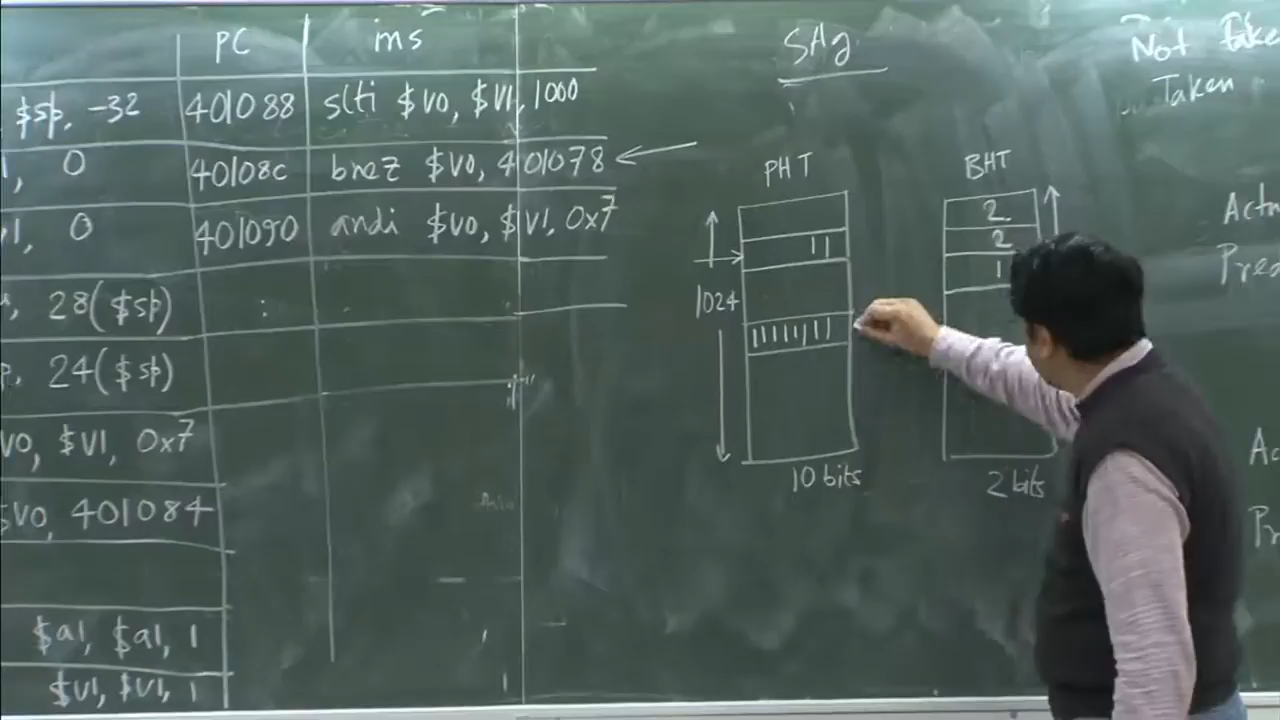 PC ins
$sp, -32 401088 slti $v0, $v1, 1000
1, 0 40108c bnez $v0, 401078
1, 0 401090 andi $v0, $v1, 0x7
, 28($sp) :
, 24($sp)
v0, $v1, 0x7
$v0, 401084
$a1, $a1, 1
$v1, $v1, 1
SAg
PHT
11
1024
10 bits
BHT
2
2
1
2 bits
Not Take
Taken
Actu
Pred
Ac
Pr